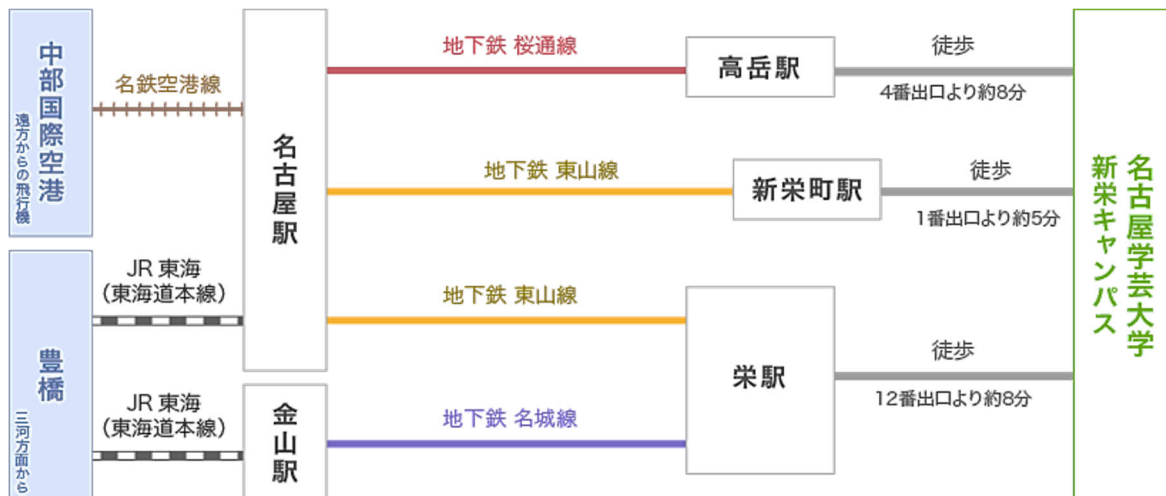 中部国際空港
遠方からの飛行機
名鉄空港線
名古屋駅
地下鉄 桜通線
高岳駅
徒歩
4番出口より約8分
地下鉄 東山線
新栄町駅
徒歩
1番出口より約5分
名古屋学芸大学
新栄キャンパス
豊橋
三河方面から
JR 東海
（東海道本線）
地下鉄 東山線
栄駅
徒歩
12番出口より約8分
JR 東海
（東海道本線）
金山駅
地下鉄 名城線